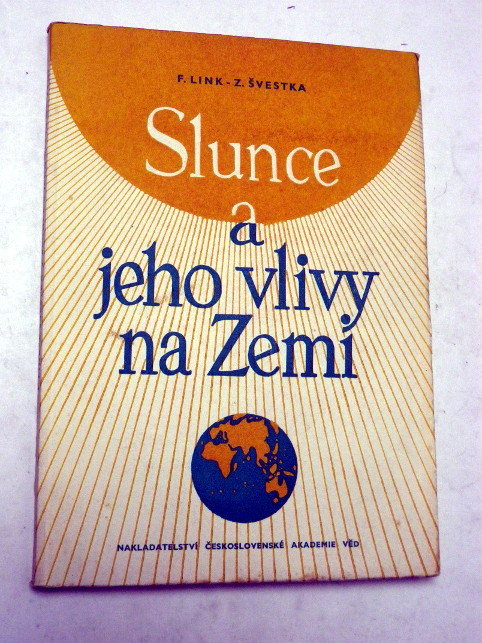 F. LINK - Z. ŠVESTKA
Slunce
a
jeho vlivy
na Zemi
NAKLADATELSTVÍ ČESKOSLOVENSKÉ AKADEMIE VĚD